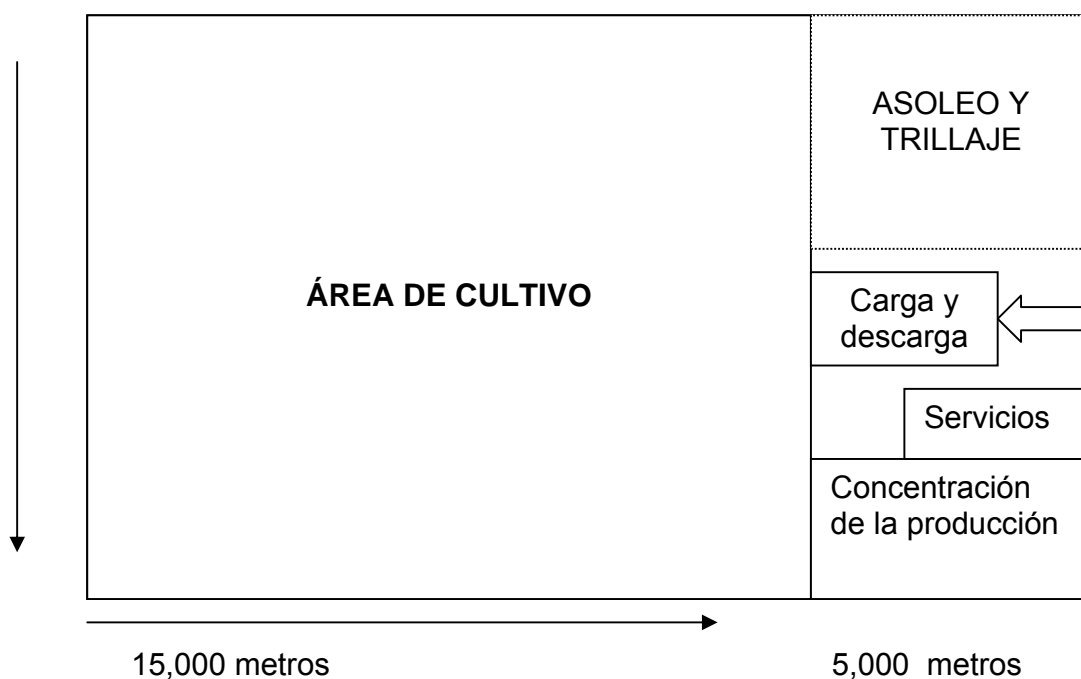 ASOLEO Y
TRILLAJE
ÁREA DE CULTIVO
Carga y
descarga
Servicios
Concentración
de la producción
15,000 metros
5,000 metros